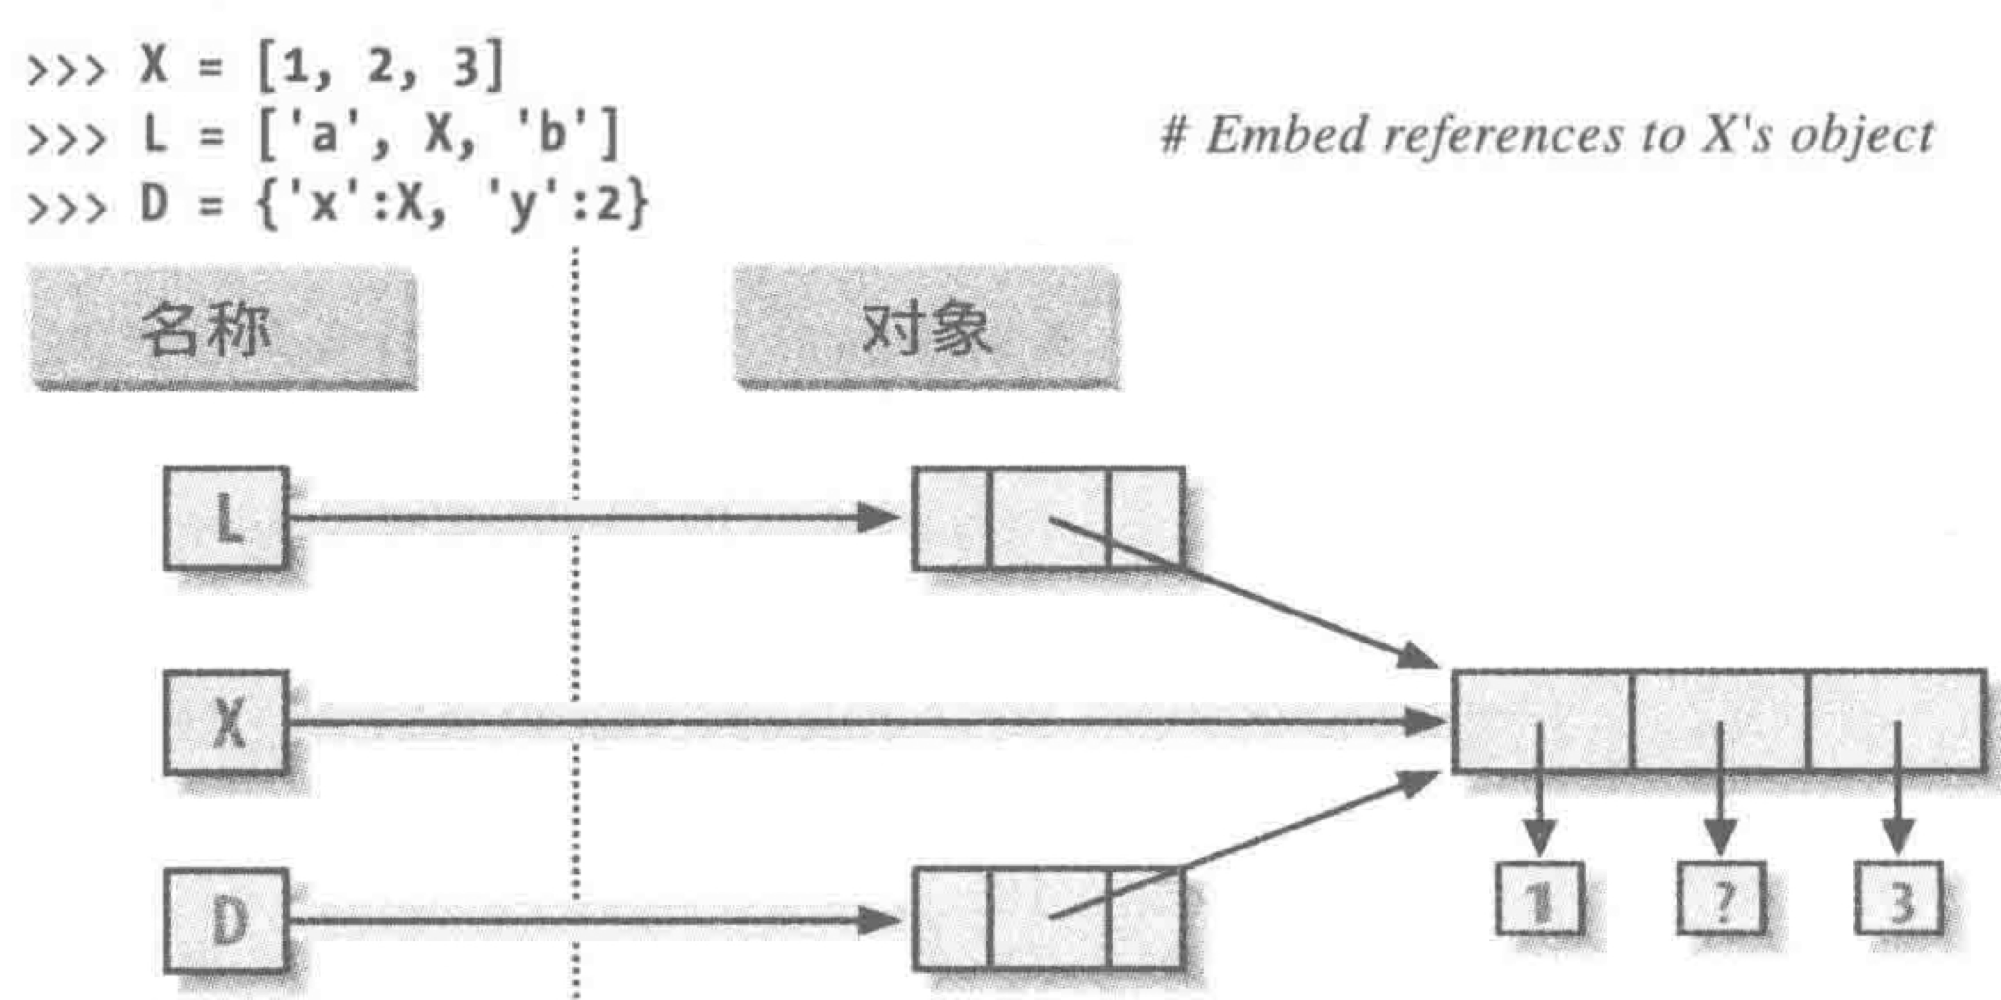 >>> X = [1, 2, 3]
>>> L = ['a', X, 'b'] # Embed references to X's object
>>> D = {'x':X, 'y':2}
名称 对象
L
X
D
1 ? 3